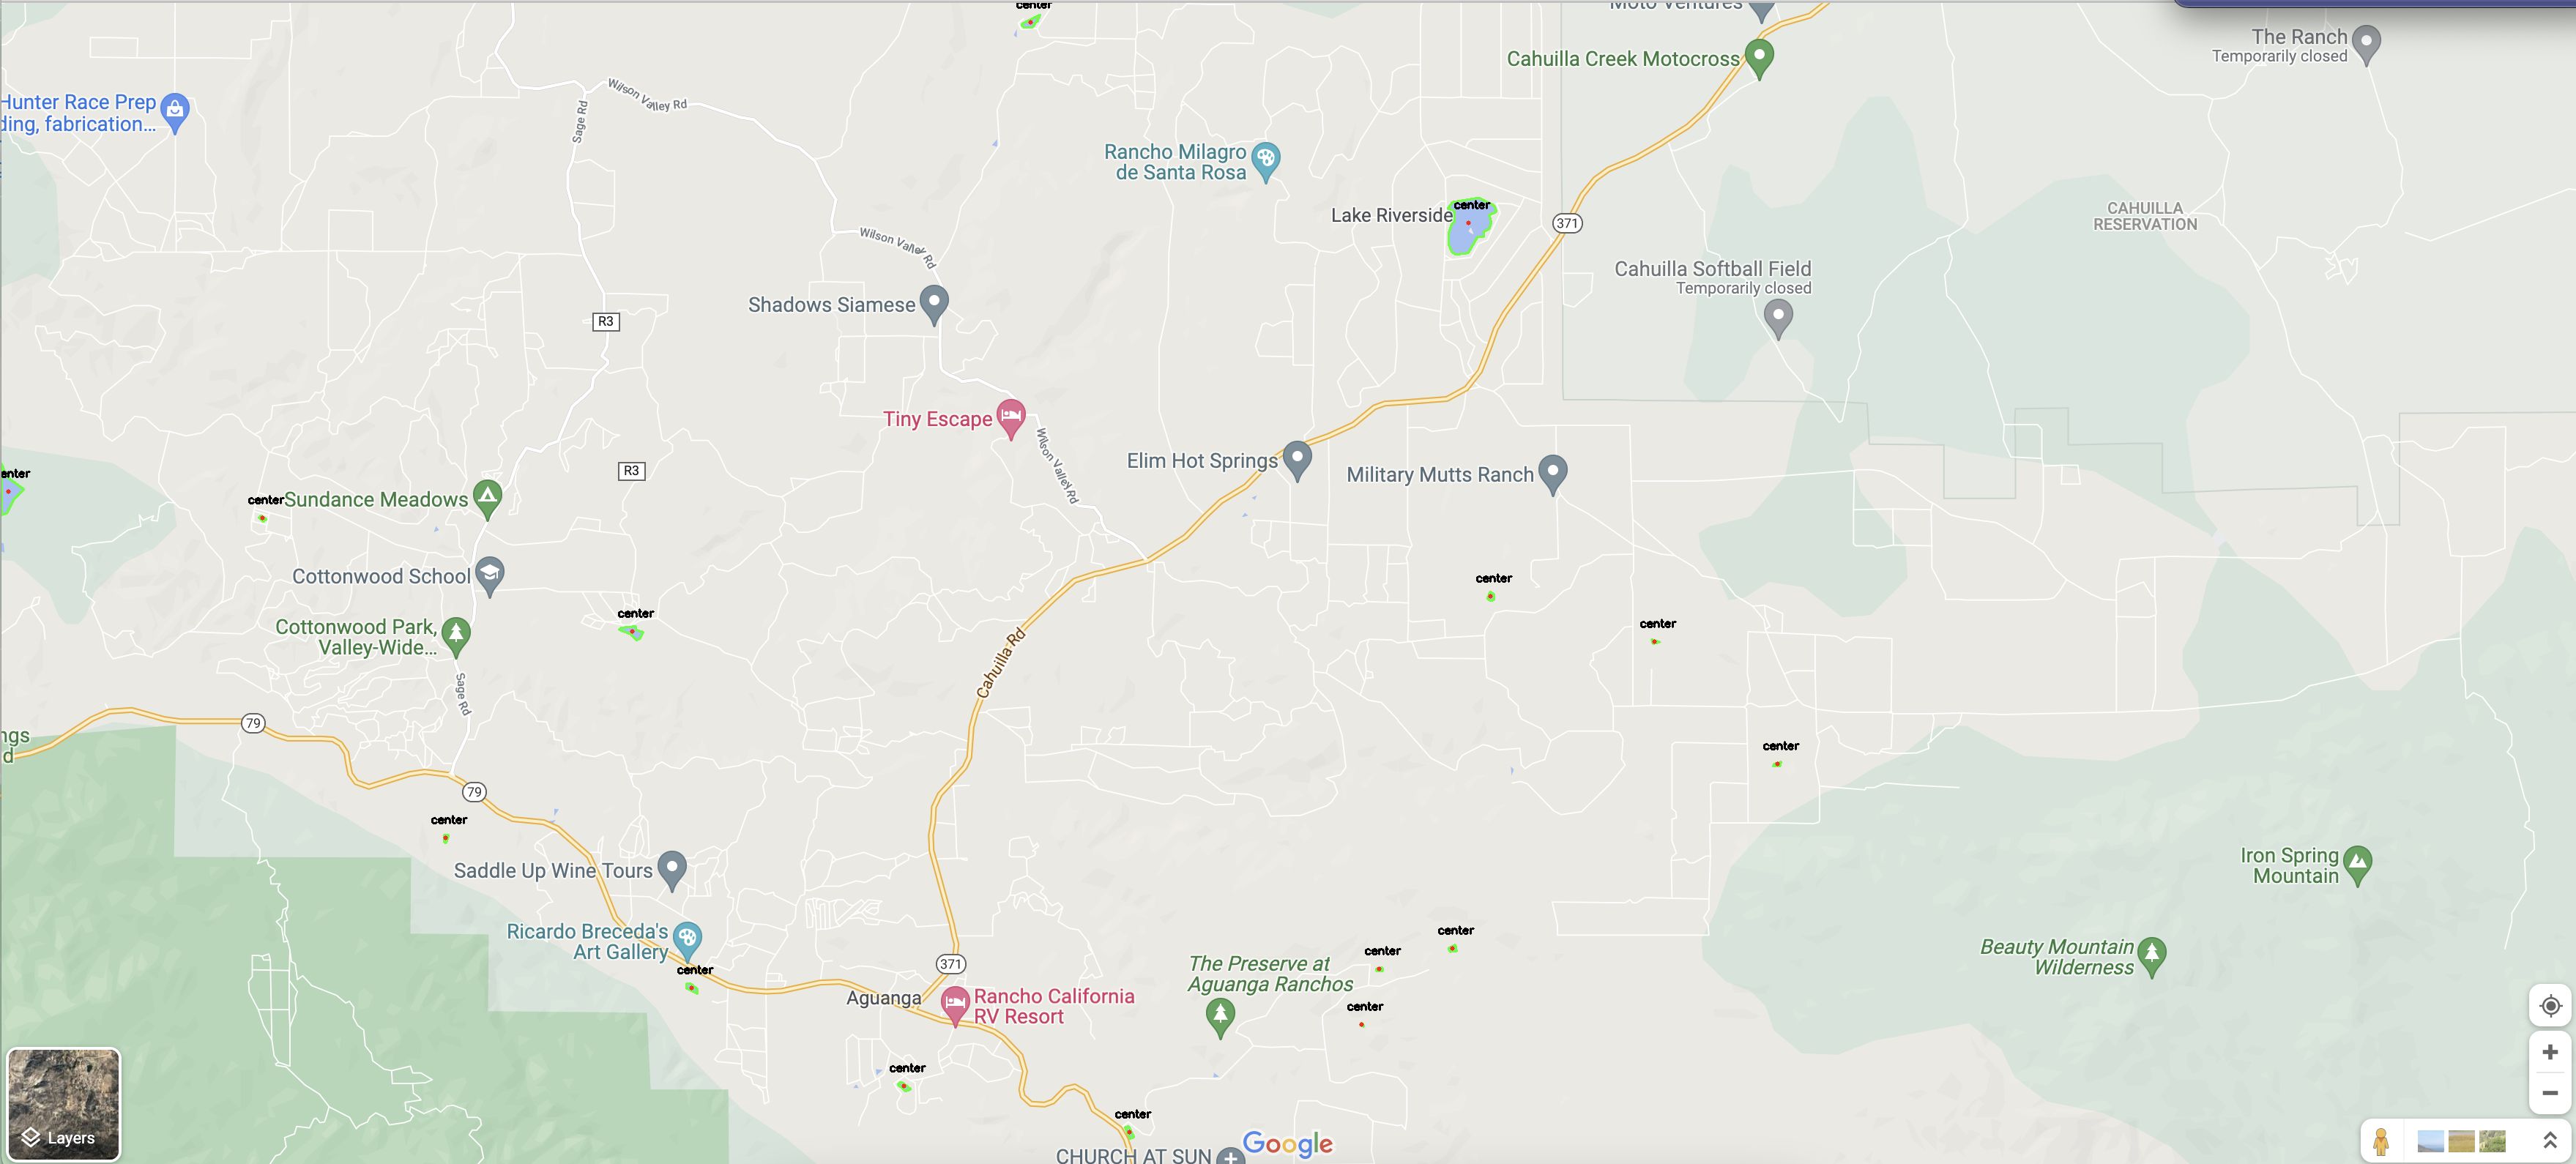 center
Moto Ventures
The Ranch
Temporarily closed
Cahuilla Creek Motocross
Hunter Race Prep
ding, fabrication...
Wilson Valley Rd
Sage Rd
Rancho Milagro
de Santa Rosa
center
Lake Riverside
371
CAHUILLA
RESERVATION
Wilson Valley Rd
Cahuilla Softball Field
Temporarily closed
Shadows Siamese
R3
Tiny Escape
Wilson Valley Rd
Elim Hot Springs
R3
Military Mutts Ranch
enter
center
Sundance Meadows
Cottonwood School
center
center
center
Cottonwood Park,
Valley-Wide...
Cahuilla Rd
Sage Rd
79
ngs
d
center
79
center
Saddle Up Wine Tours
Iron Spring
Mountain
Ricardo Breceda's
Art Gallery
center
center
Beauty Mountain
Wilderness
371
center
The Preserve at
Aguanga Ranchos
Aguanga
Rancho California
RV Resort
center
center
center
Layers
Google
CHURCH AT SUN